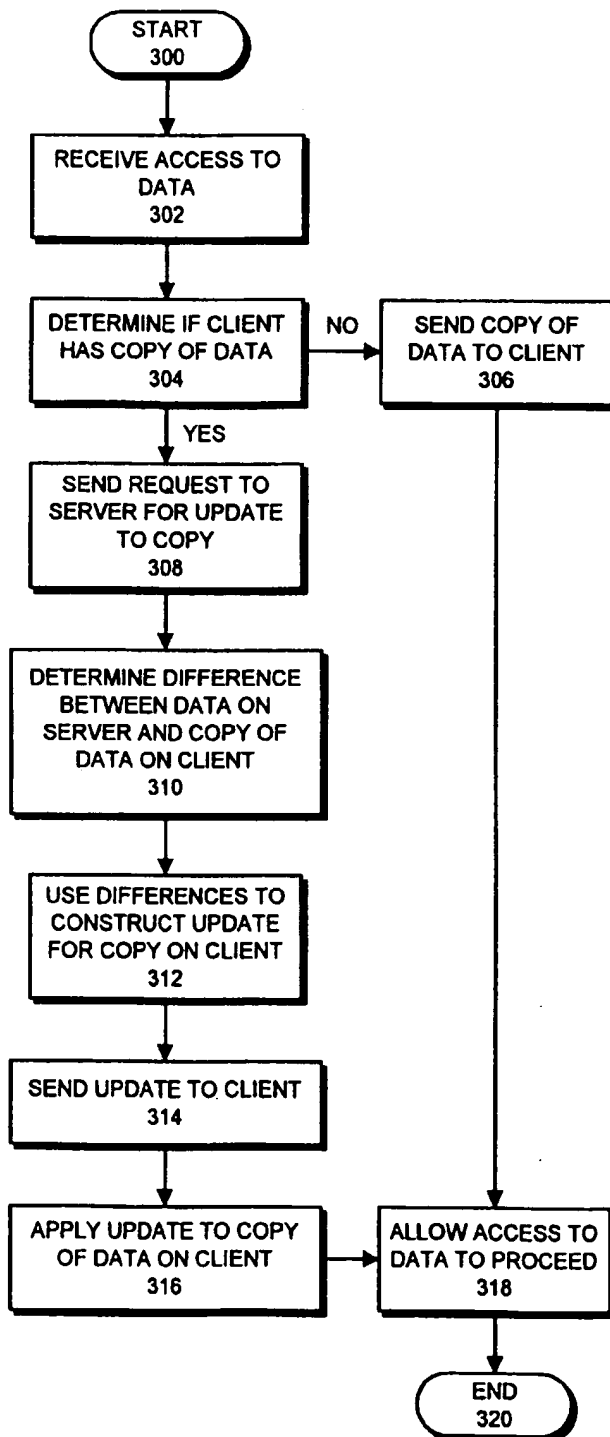 START
300
RECEIVE ACCESS TO
DATA
302
DETERMINE IF CLIENT
HAS COPY OF DATA
304
NO
SEND COPY OF
DATA TO CLIENT
306
YES
SEND REQUEST TO
SERVER FOR UPDATE
TO COPY
308
DETERMINE DIFFERENCE
BETWEEN DATA ON
SERVER AND COPY OF
DATA ON CLIENT
310
USE DIFFERENCES TO
CONSTRUCT UPDATE
FOR COPY ON CLIENT
312
SEND UPDATE TO CLIENT
314
APPLY UPDATE TO COPY
OF DATA ON CLIENT
316
ALLOW ACCESS TO
DATA TO PROCEED
318
END
320